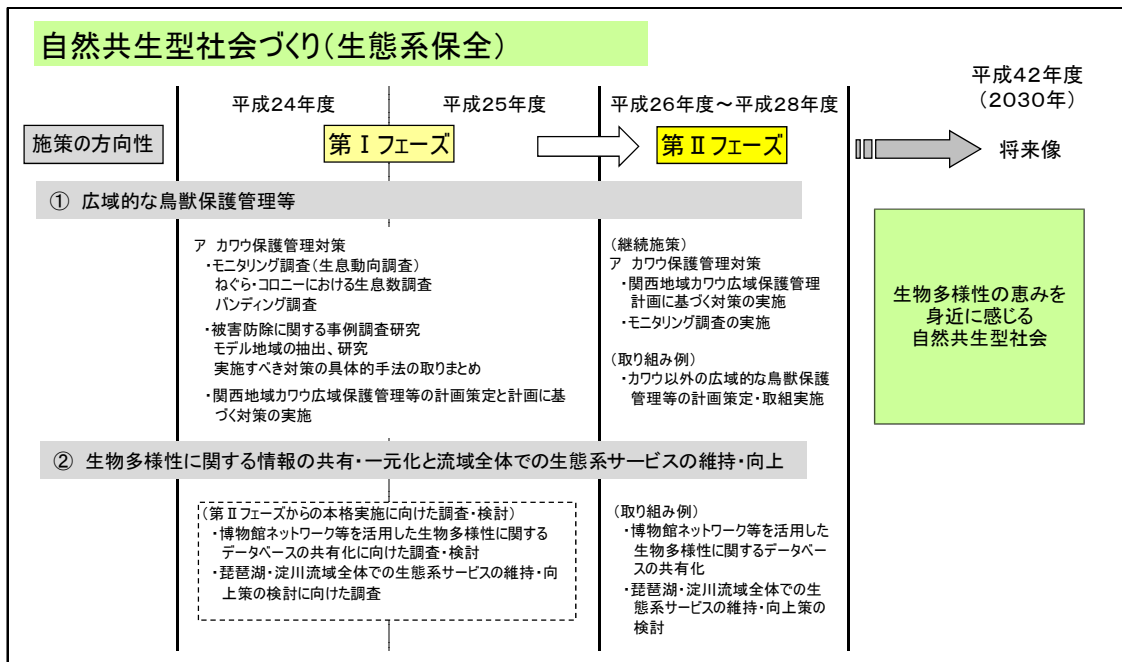 自然共生型社会づくり(生態系保全)
平成24年度
平成25年度
平成26年度～平成28年度
平成42年度
(2030年)
施策の方向性
第Ⅰフェーズ
第Ⅱフェーズ
将来像
① 広域的な鳥獣保護管理等
ア カワウ保護管理対策
・モニタリング調査(生息動向調査)
ねぐら・コロニーにおける生息数調査
バンディング調査
・被害防除に関する事例調査研究
モデル地域の抽出、研究
実施すべき対策の具体的手法の取りまとめ
・関西地域カワウ広域保護管理等の計画策定と計画に基
づく対策の実施
(継続施策)
ア カワウ保護管理対策
・関西地域カワウ広域保護管理
計画に基づく対策の実施
・モニタリング調査の実施
(取り組み例)
・カワウ以外の広域的な鳥獣保護
管理等の計画策定・取組実施
生物多様性の恵みを
身近に感じる
自然共生型社会
② 生物多様性に関する情報の共有・一元化と流域全体での生態系サービスの維持・向上
(第Ⅱフェーズからの本格実施に向けた調査・検討)
・博物館ネットワーク等を活用した生物多様性に関する
データベースの共有化に向けた調査・検討
・琵琶湖・淀川流域全体での生態系サービスの維持・向
上策の検討に向けた調査
(取り組み例)
・博物館ネットワーク等を活用した
生物多様性に関するデータベー
スの共有化
・琵琶湖・淀川流域全体での生
態系サービスの維持・向上策の
検討